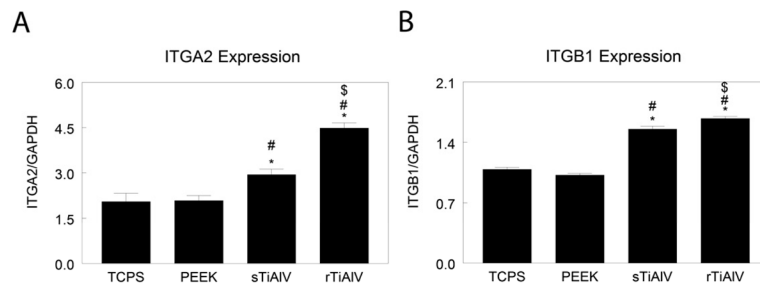 A
ITGA2 Expression
ITGA2/GAPDH
6.0
4.5
3.0
1.5
0.0
#
*
$
#
*
TCPS PEEK sTiAlV rTiAlV
B
ITGB1 Expression
ITGB1/GAPDH
2.1
1.4
0.7
0.0
#
*
$
#
*
TCPS PEEK sTiAlV rTiAlV